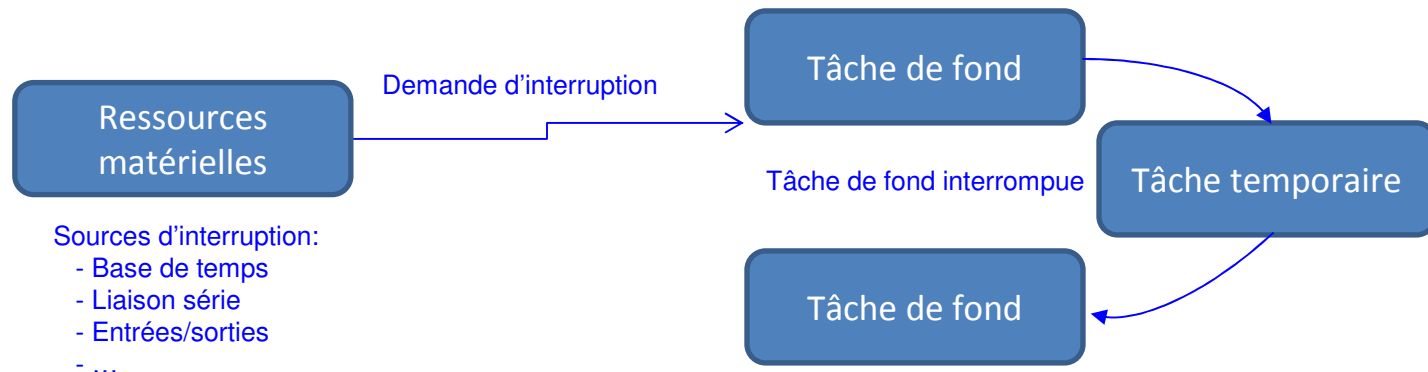 Ressources
matérielles
Demande d'interruption
Tâche de fond
Tâche de fond interrompue
Tâche temporaire
Tâche de fond
Sources d'interruption:
- Base de temps
- Liaison série
- Entrées/sorties
- ...